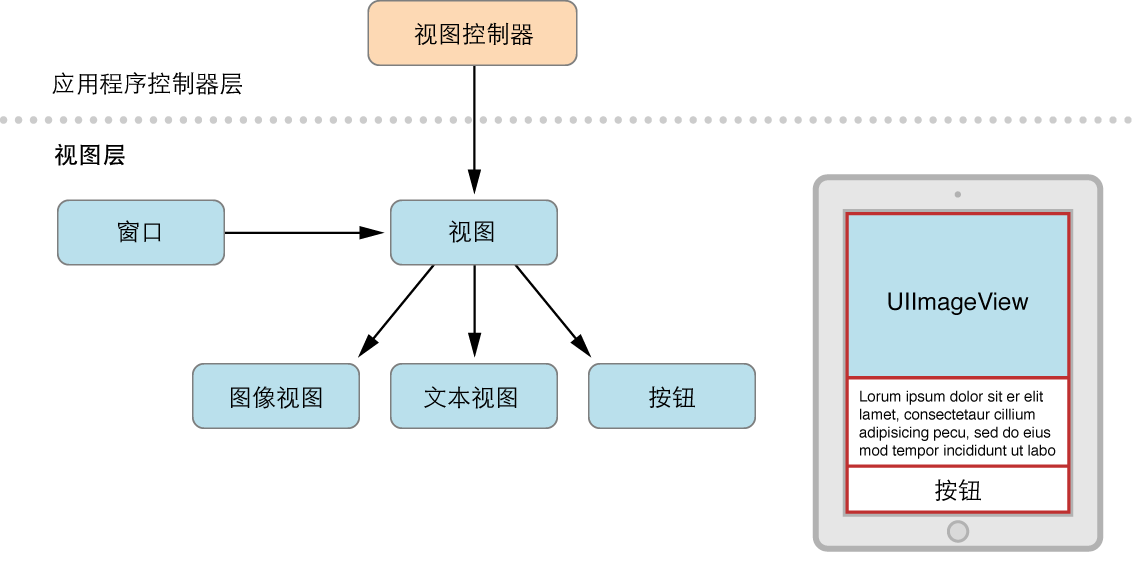 视图控制器
应用程序控制器层
视图层
窗口
视图
图像视图
文本视图
按钮
UIImageView
Lorum ipsum dolor sit er elit
lamet, consectetaur cillium
adipisicing pecu, sed do eius
mod tempor incididunt ut labo
按钮